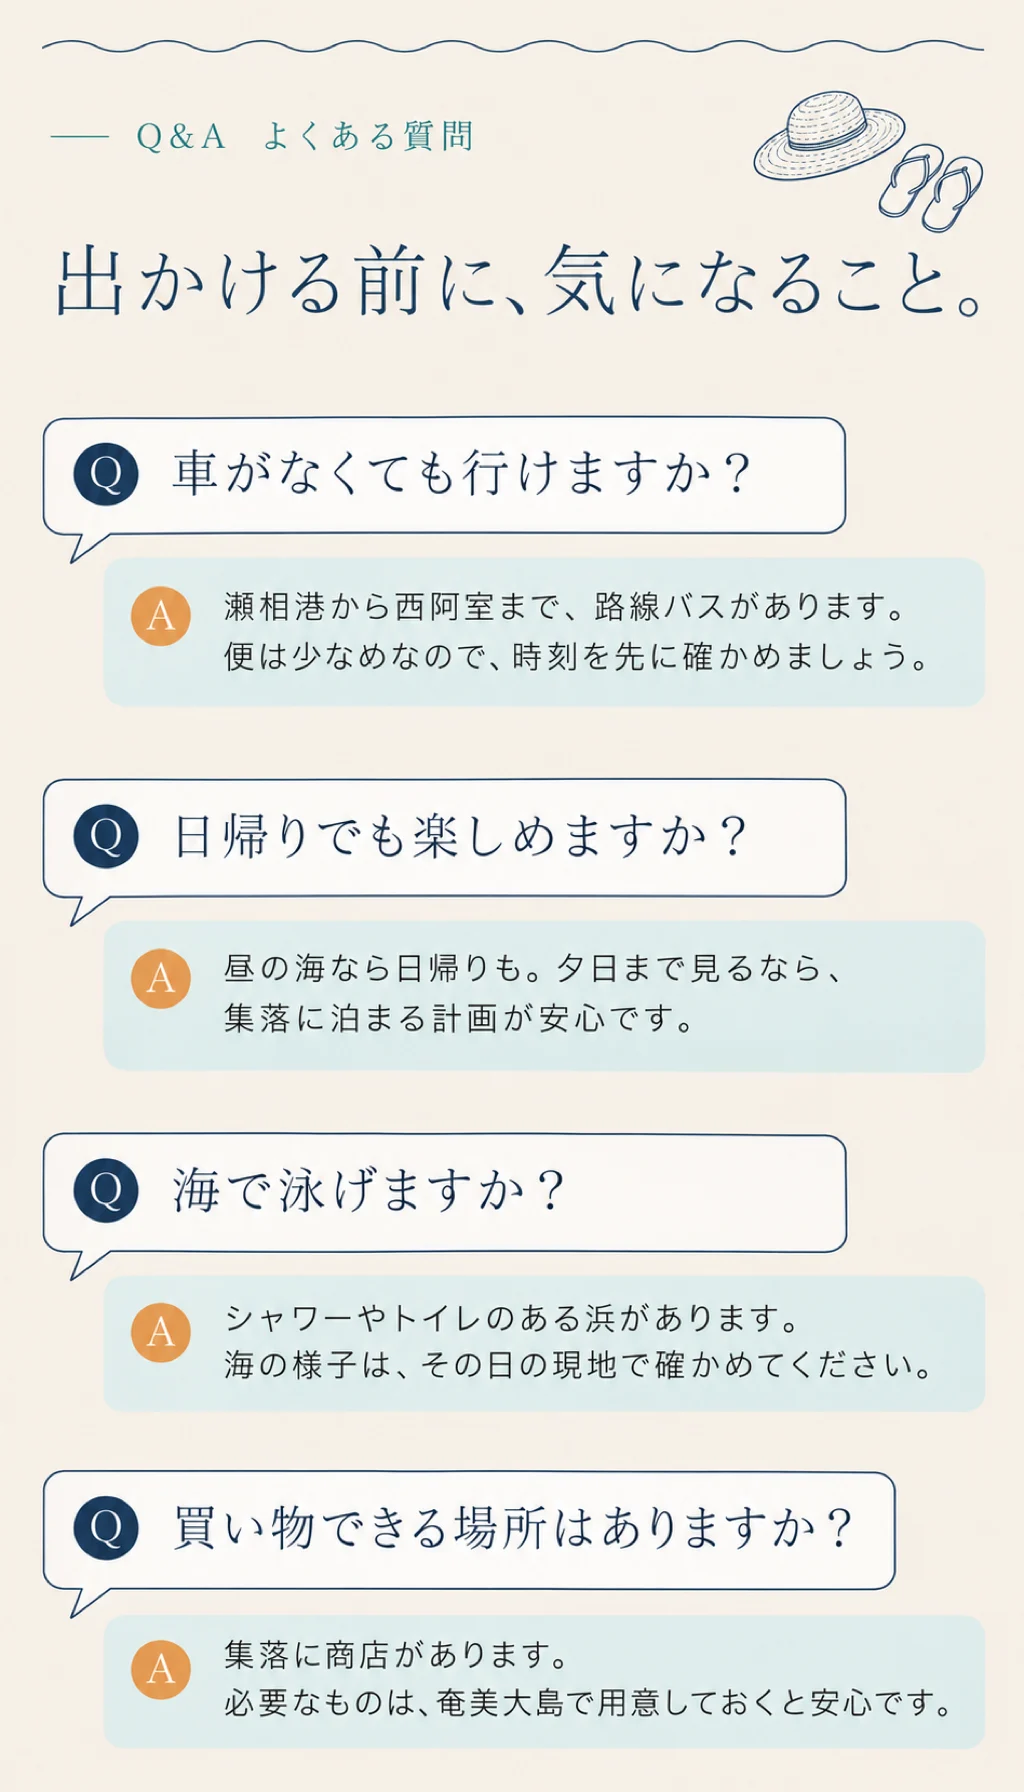 Q&A よくある質問
出かける前に、気になること。
Q 車がなくても行けますか？
A 瀬相港から西阿室まで、路線バスがあります。
便は少なめなので、時刻を先に確かめましょう。
Q 日帰りでも楽しめますか？
A 昼の海なら日帰りも。夕日まで見るなら、
集落に泊まる計画が安心です。
Q 海で泳げますか？
A シャワーやトイレのある浜があります。
海の様子は、その日の現地で確かめてください。
Q 買い物できる場所はありますか？
A 集落に商店があります。
必要なものは、奄美大島で用意しておくと安心です。